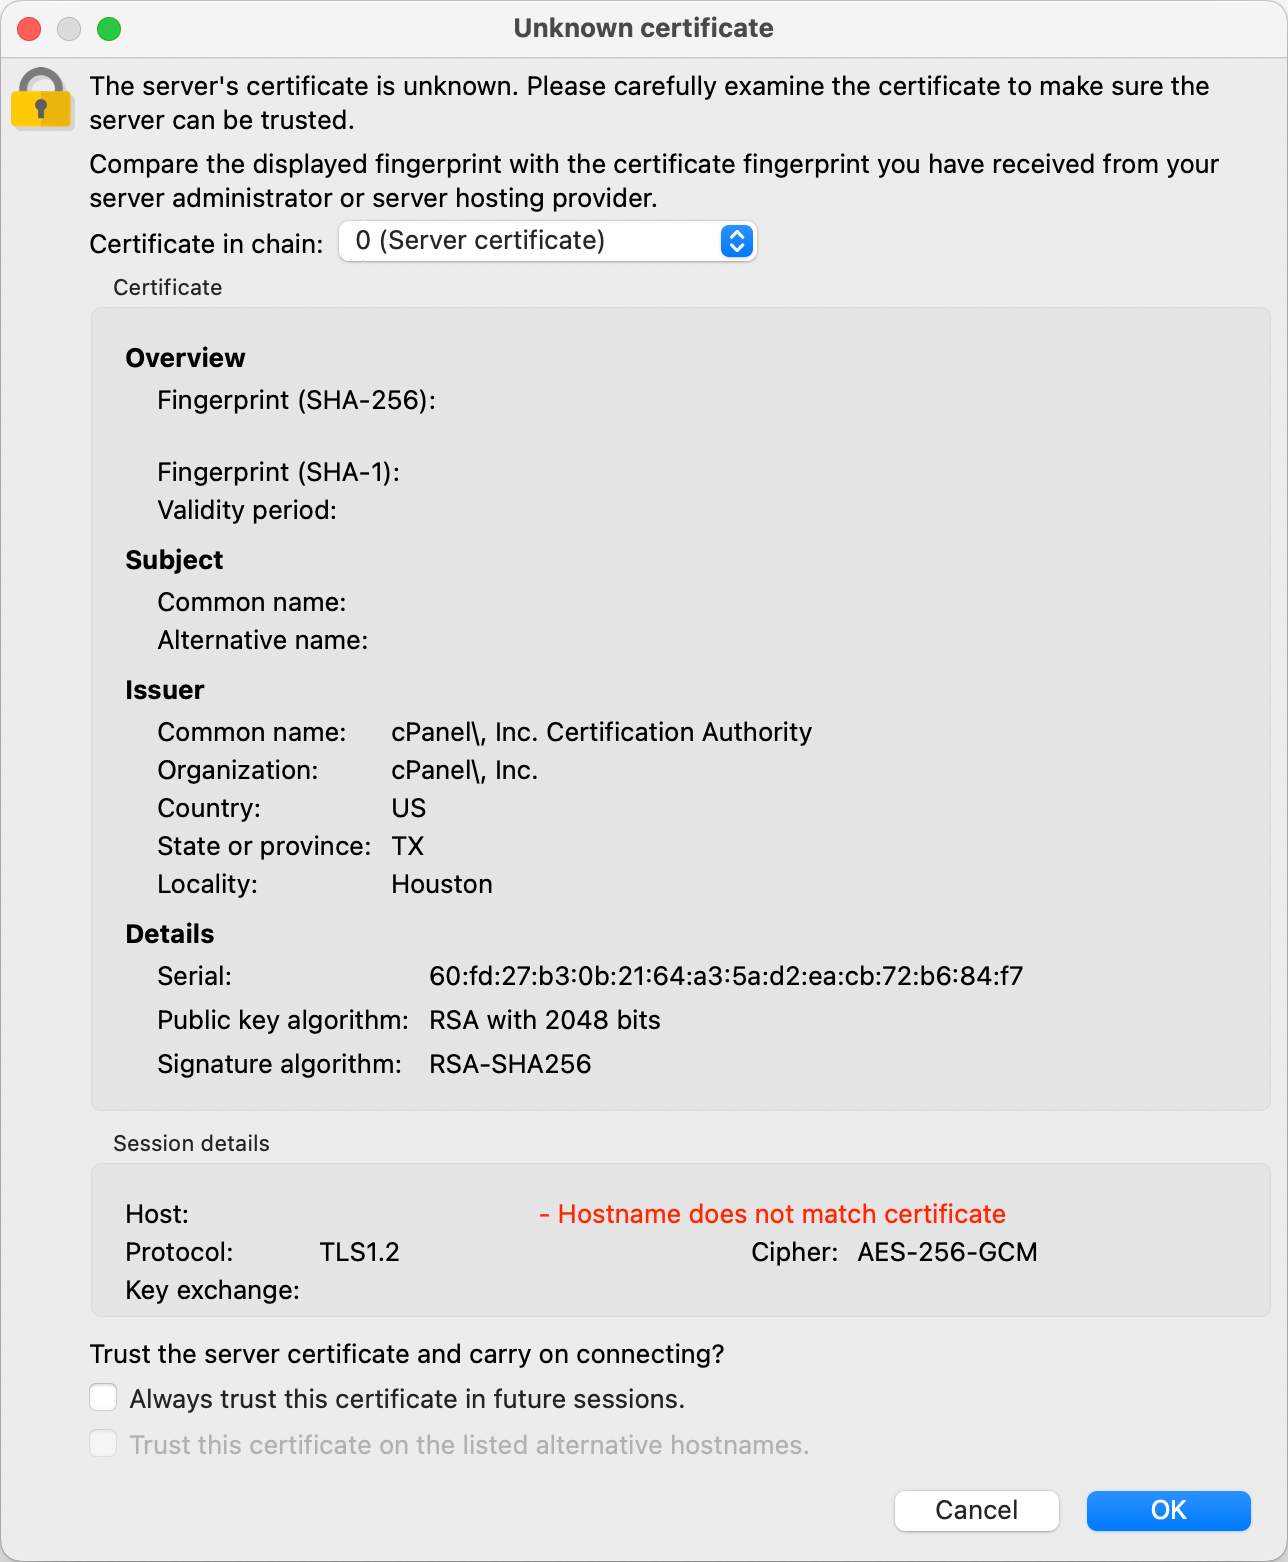 Unknown certificate
The server's certificate is unknown. Please carefully examine the certificate to make sure the
server can be trusted.
Compare the displayed fingerprint with the certificate fingerprint you have received from your
server administrator or server hosting provider.
Certificate in chain: 0 (Server certificate)
Certificate
Overview
Fingerprint (SHA-256):
Fingerprint (SHA-1):
Validity period:
Subject
Common name:
Alternative name:
Issuer
Common name: cPanel\, Inc. Certification Authority
Organization: cPanel\, Inc.
Country: US
State or province: TX
Locality: Houston
Details
Serial: 60:fd:27:b3:0b:21:64:a3:5a:d2:ea:cb:72:b6:84:f7
Public key algorithm: RSA with 2048 bits
Signature algorithm: RSA-SHA256
Session details
Host: - Hostname does not match certificate
Protocol: TLS1.2 Cipher: AES-256-GCM
Key exchange:
Trust the server certificate and carry on connecting?
Always trust this certificate in future sessions.
Trust this certificate on the listed alternative hostnames.
Cancel OK